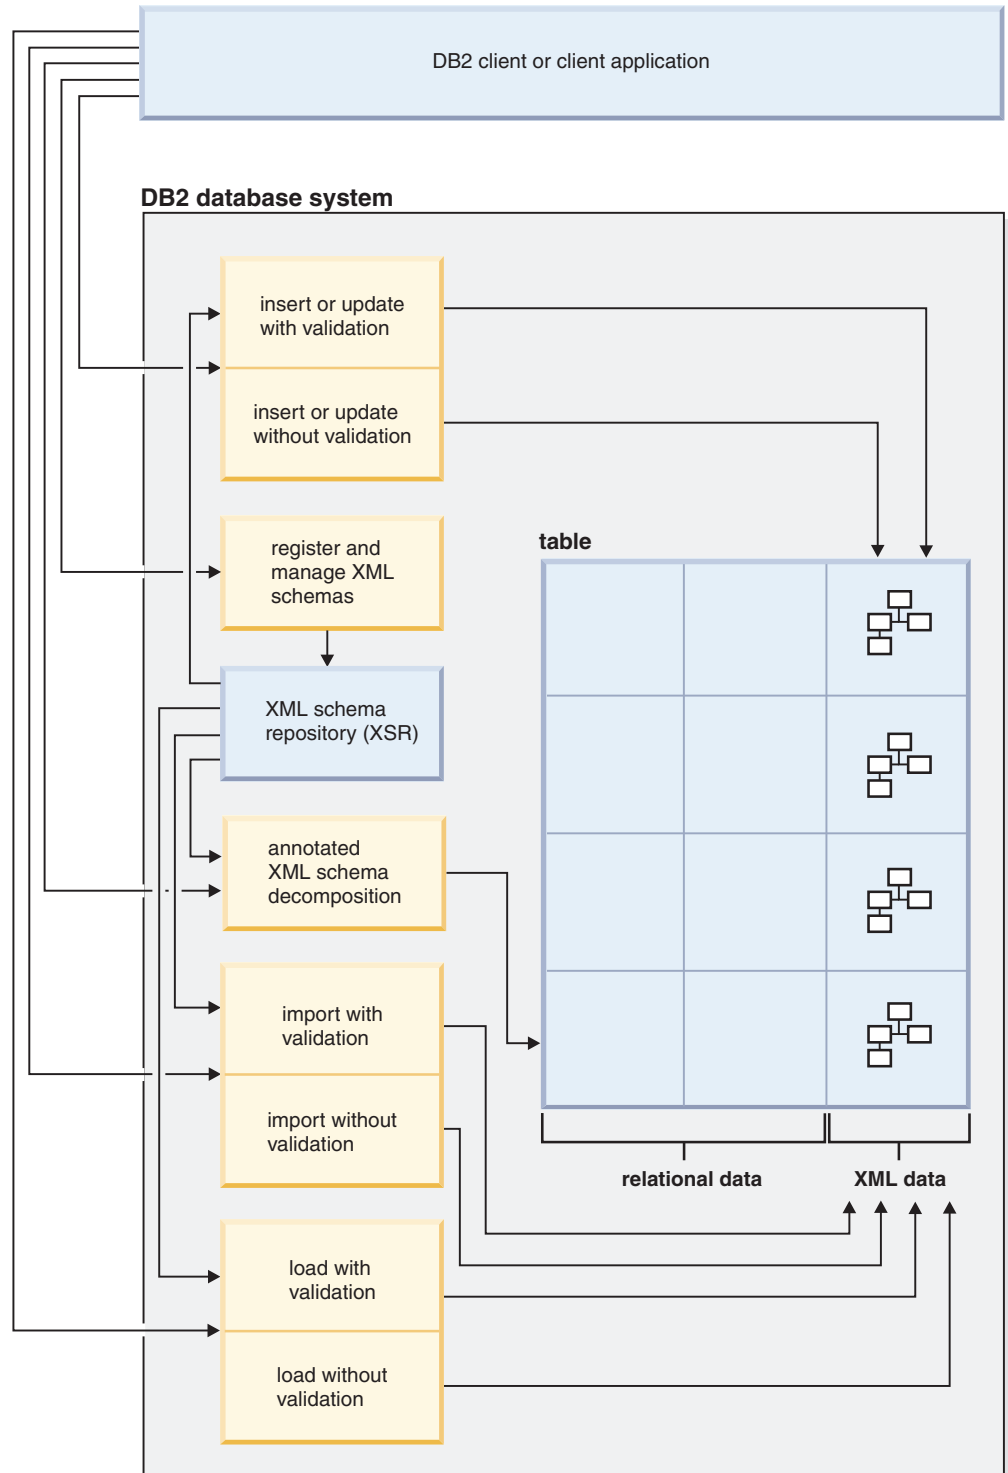 DB2 client or client application
DB2 database system
insert or update
with validation
insert or update
without validation
register and
manage XML
schemas
table
XML schema
repository (XSR)
annotated
XML schema
decomposition
import with
validation
import without
validation
relational data
XML data
load with
validation
load without
validation